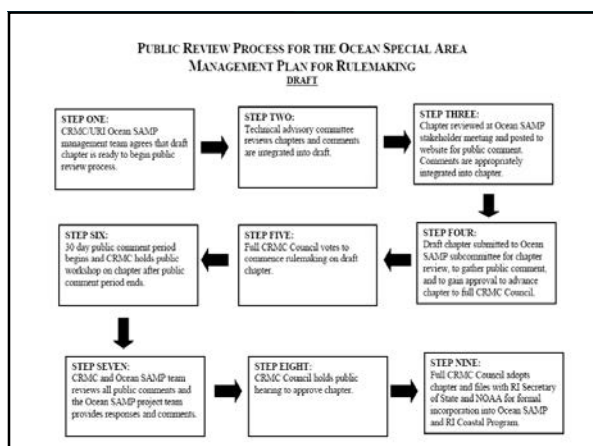 PUBLIC REVIEW PROCESS FOR THE OCEAN SPECIAL AREA
MANAGEMENT PLAN FOR RULEMAKING
DRAFT
STEP ONE:
CRMC/URI Ocean SAMP
management team agrees that draft
chapter is ready to begin public
review process.
STEP TWO:
Technical advisory committee
reviews chapters and comments
are integrated into draft.
STEP THREE:
Chapter reviewed at Ocean SAMP
stakeholder meeting and posted to
website for public comment.
Comments are appropriately
integrated into chapter.
STEP FOUR:
Draft chapter submitted to Ocean
SAMP subcommittee for chapter
review, to gather public comment,
and to gain approval to advance
chapter to full CRMC Council.
STEP FIVE:
Full CRMC Council votes to
commence rulemaking on draft
chapter.
STEP SIX:
30 day public comment period
begins and CRMC holds public
workshop on chapter after public
comment period ends.
STEP SEVEN:
CRMC and Ocean SAMP team
reviews all public comments and
the Ocean SAMP project team
provides responses and comments.
STEP EIGHT:
CRMC Council holds public
hearing to approve chapter.
STEP NINE:
Full CRMC Council adopts
chapter and files with RI Secretary
of State and NOAA for formal
incorporation into Ocean SAMP
and RI Coastal Program.